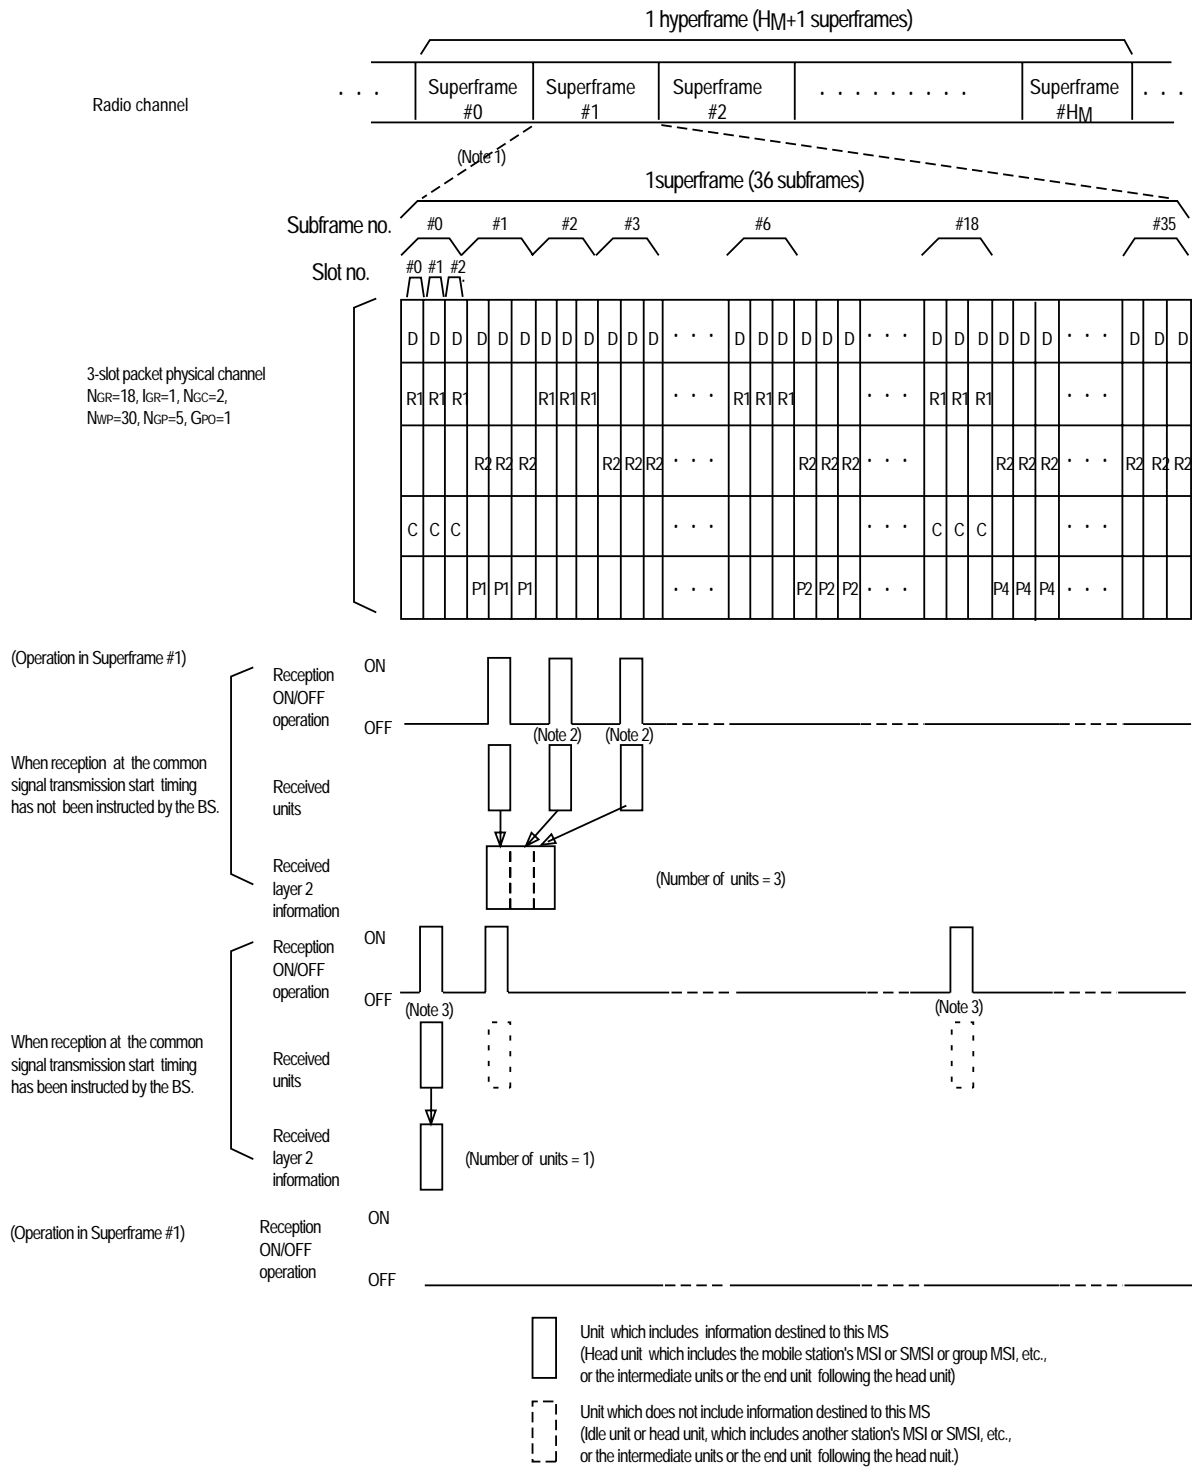 1 hyperframe (HM+1 superframes)
Radio channel
. . . Superframe #0 Superframe #1 Superframe #2 . . . . . . . . . Superframe #HM . . .
(Note 1)
1superframe (36 subframes)
Subframe no. #0 #1 #2 #3 #6 #18 #35
Slot no. #0 #1 #2.
3-slot packet physical channel
NGR=18, IGR=1, NGC=2,
NWP=30, NGP=5, GPO=1
D D D D D D D D D D D D . . . D D D D D D . . . D D D D D D . . . D D D
R1 R1 R1 R1 R1 R1 . . . R1 R1 R1 . . . R1 R1 R1 . . .
R2 R2 R2 R2 R2 R2 . . . R2 R2 R2 . . . R2 R2 R2 . . . R2 R2 R2
C C C . . . . . . C C C . . .
P1 P1 P1 . . . P2 P2 P2 . . . P4 P4 P4 . . .
(Operation in Superframe #1)
Reception
ON/OFF
operation
ON
OFF
(Note 2) (Note 2)
When reception at the common
signal transmission start timing
has not been instructed by the BS.
Received
units
Received
layer 2
information
(Number of units = 3)
Reception
ON/OFF
operation
ON
OFF
(Note 3) (Note 3)
When reception at the common
signal transmission start timing
has been instructed by the BS.
Received
units
Received
layer 2
information
(Number of units = 1)
(Operation in Superframe #1)
Reception
ON/OFF
operation
ON
OFF
Unit which includes information destined to this MS
(Head unit which includes the mobile station's MSI or SMSI or group MSI, etc.,
or the intermediate units or the end unit following the head unit)
Unit which does not include information destined to this MS
(Idle unit or head unit, which includes another station's MSI or SMSI, etc.,
or the intermediate units or the end unit following the head nuit.)